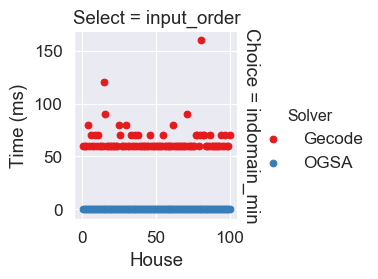 Select = input_order
150
100
50
0
Time (ms)
0
50
100
House
Choice = indomain_min
Solver
Gecode
OGSA